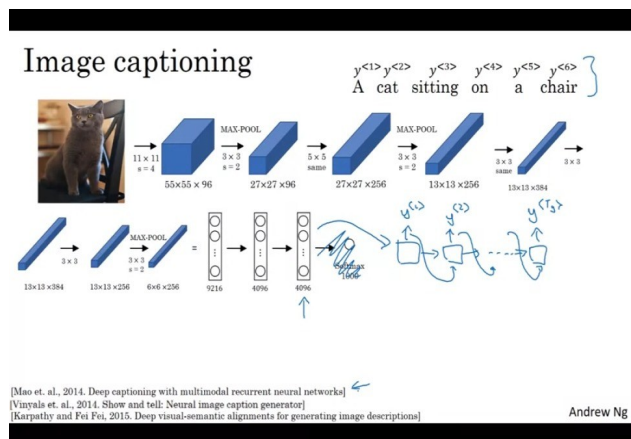 Image captioning
y<1> y<2> y<3> y<4> y<5> y<6>
A cat sitting on a chair
MAX-POOL MAX-POOL
11 × 11 3 × 3 5 × 5 3 × 3 3 × 3 3 × 3
s = 4 s = 2 same s = 2 same
55×55 × 96 27×27 ×96 27×27 ×256 13×13 ×256 13×13 ×384
y<1> y<2> y<Ty>
MAX-POOL
3 × 3 3 × 3 =
s = 2
Softmax
1000
13×13 ×384 13×13 ×256 6×6 ×256 9216 4096 4096
[Mao et. al., 2014. Deep captioning with multimodal recurrent neural networks]
[Vinyals et. al., 2014. Show and tell: Neural image caption generator]
[Karpathy and Fei Fei, 2015. Deep visual-semantic alignments for generating image descriptions]
Andrew Ng